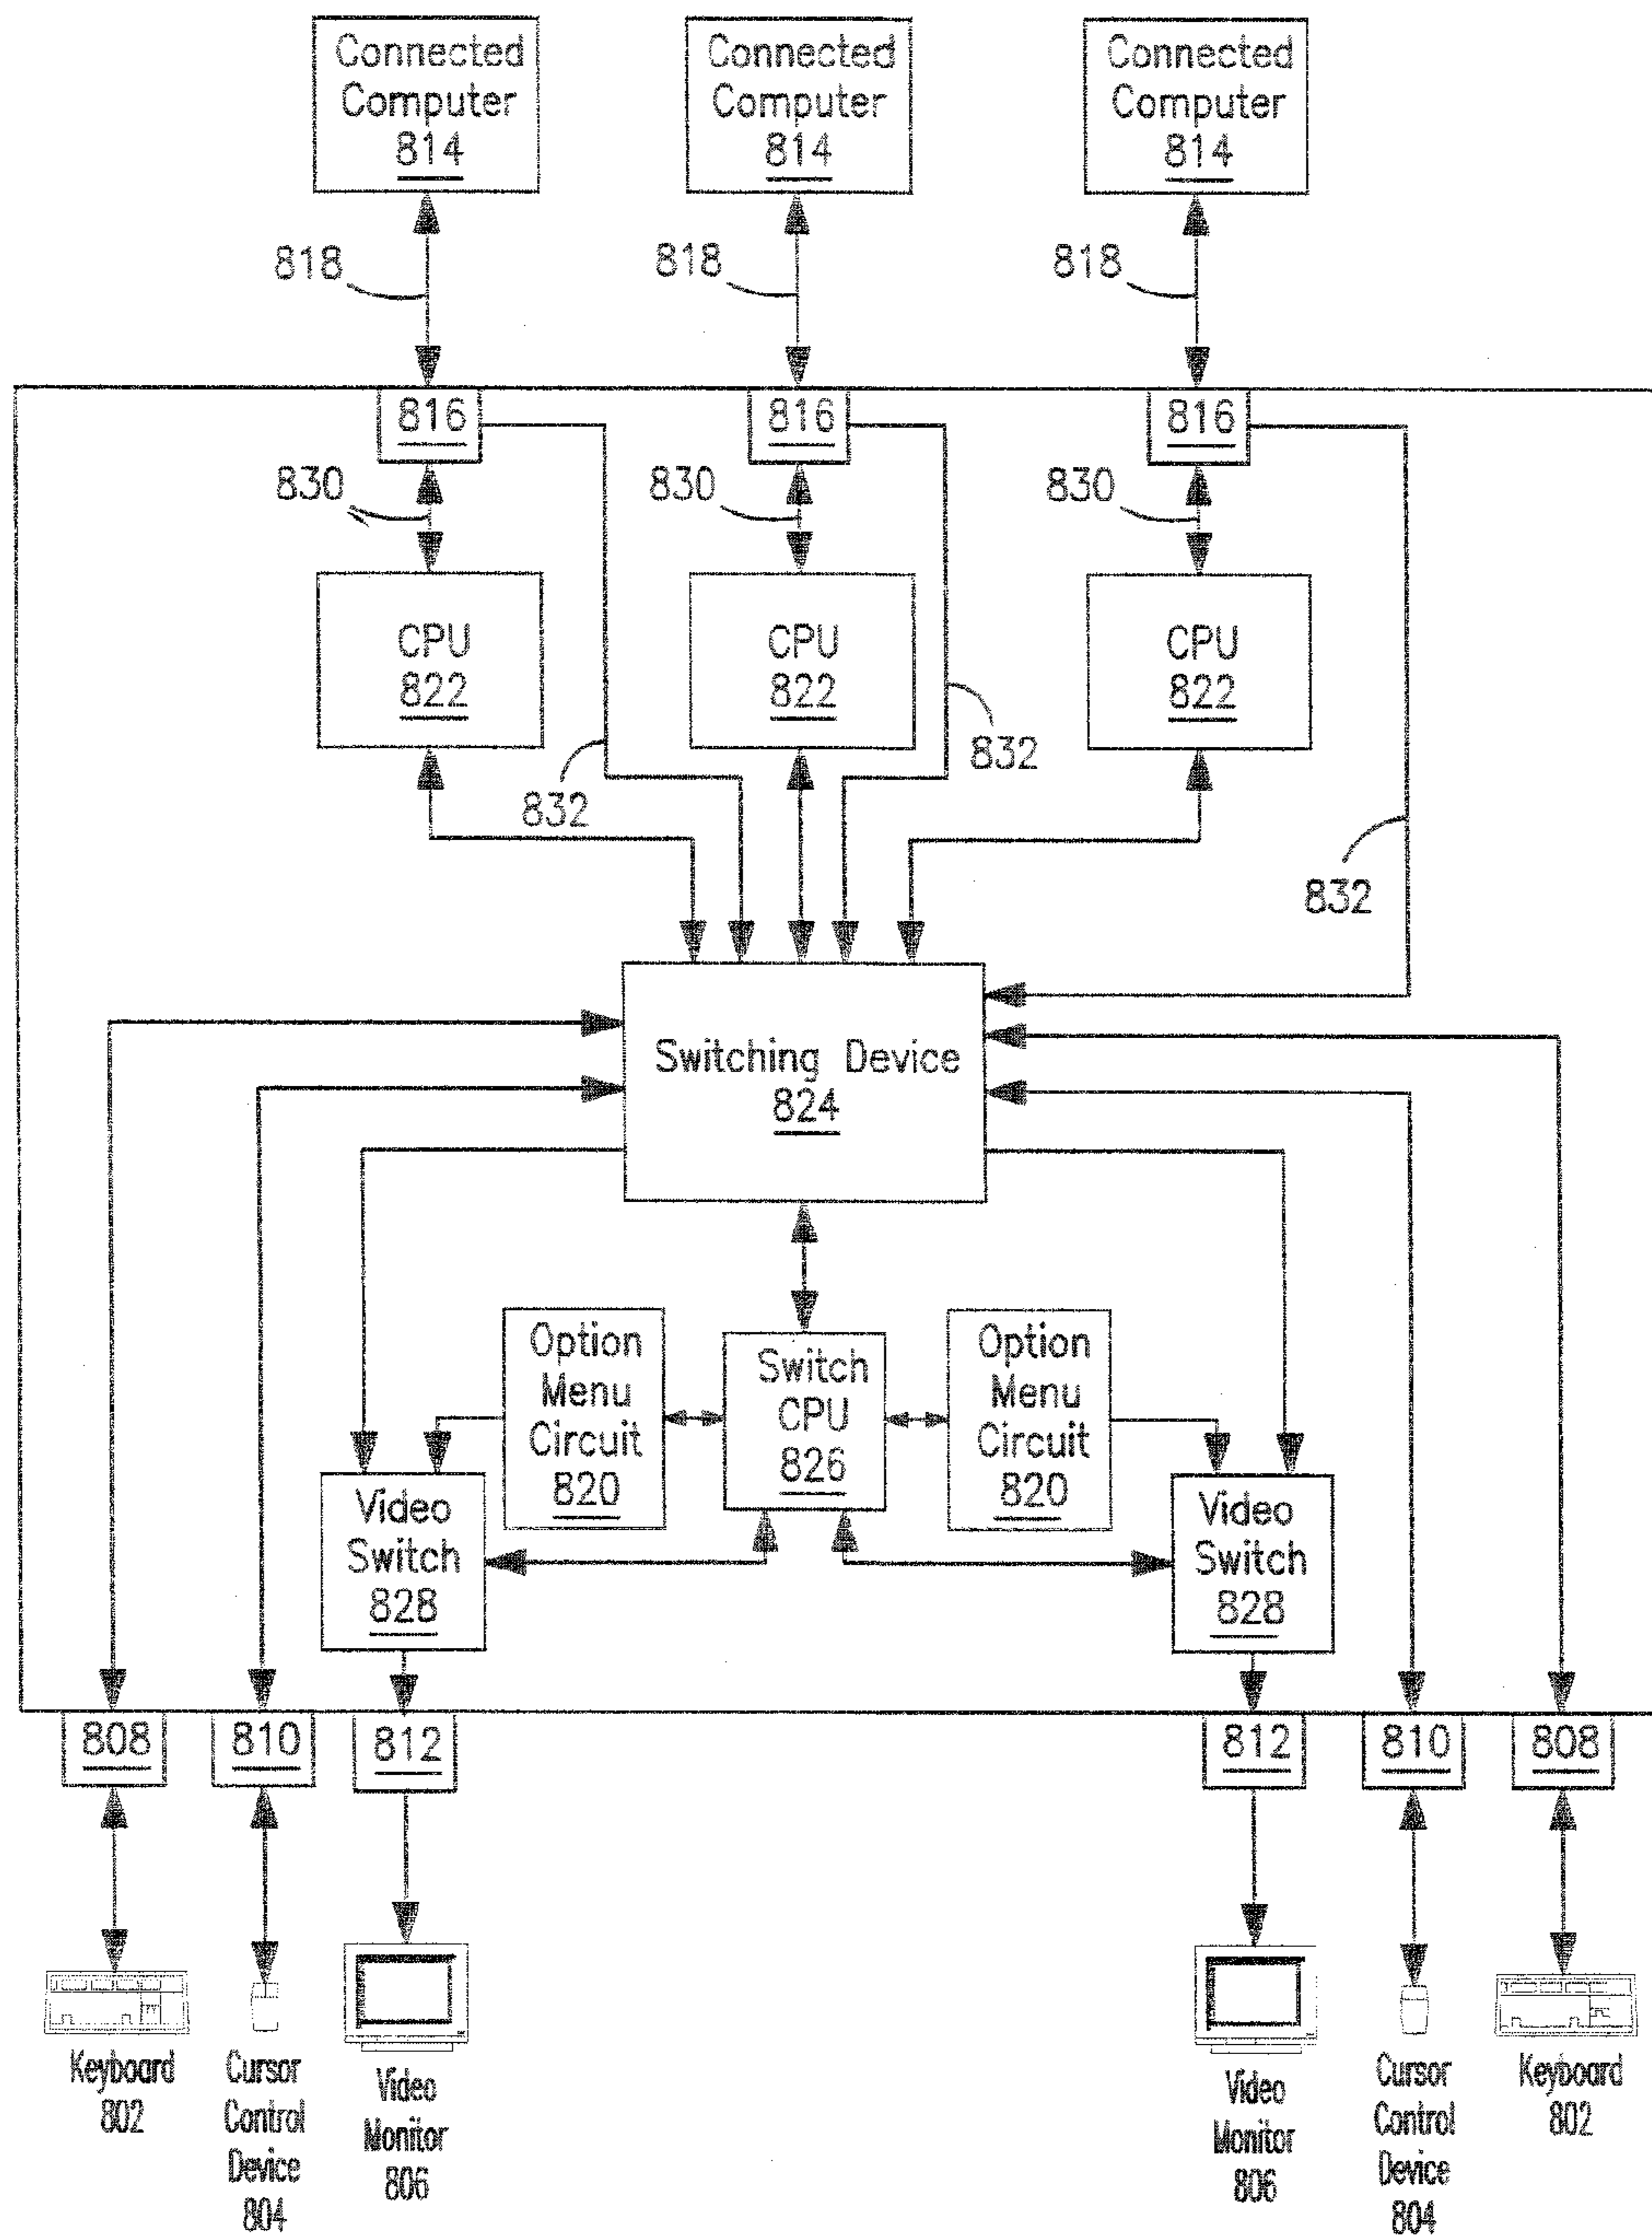 Connected
Computer
814
Connected
Computer
814
Connected
Computer
814
818
818
818
816
816
816
830
830
830
CPU
822
CPU
822
CPU
822
832
832
832
Switching Device
824
Option
Menu
Circuit
820
Switch
CPU
826
Option
Menu
Circuit
820
Video
Switch
828
Video
Switch
828
808
810
812
812
810
808
Keyboard
802
Cursor
Control
Device
804
Video
Monitor
806
Video
Monitor
806
Cursor
Control
Device
804
Keyboard
802